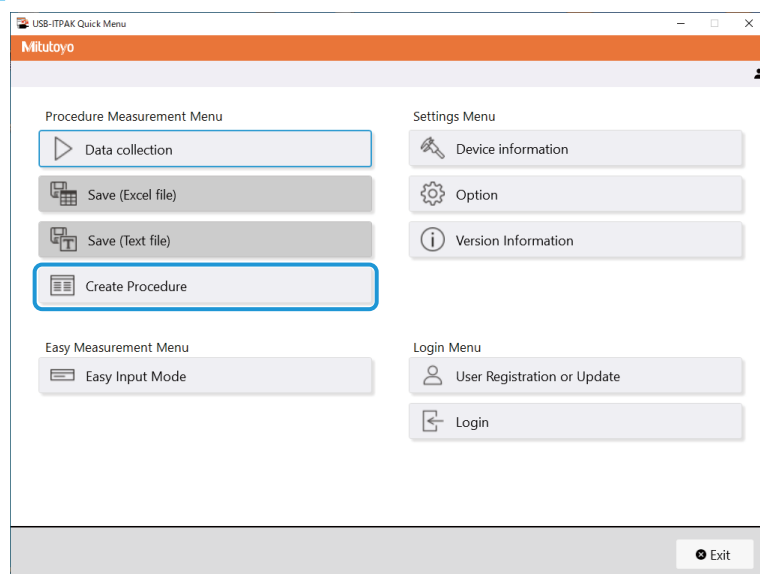 USB-ITPAK Quick Menu
Mitutoyo
Procedure Measurement Menu
Data collection
Save (Excel file)
Save (Text file)
Create Procedure
Easy Measurement Menu
Easy Input Mode
Settings Menu
Device information
Option
Version Information
Login Menu
User Registration or Update
Login
Exit